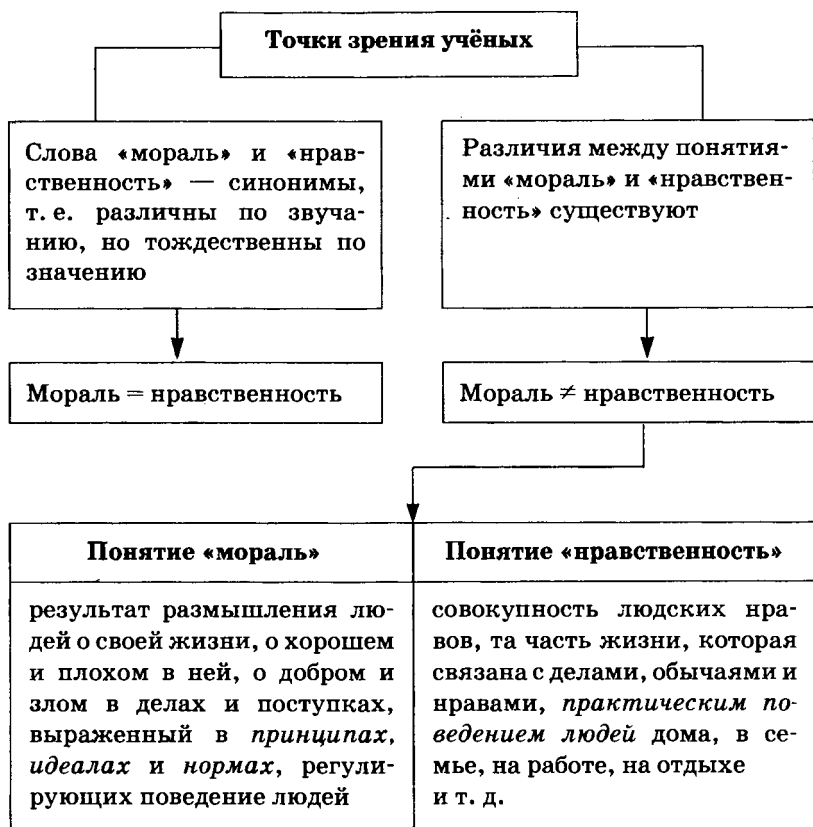 Точки зрения учёных
Слова «мораль» и «нрав-
ственность» — синонимы,
т. е. различны по звуча-
нию, но тождественны по
значению
Различия между понятия-
ми «мораль» и «нравствен-
ность» существуют
Мораль = нравственность
Мораль ≠ нравственность
Понятие «мораль»
результат размышления лю-
дей о своей жизни, о хорошем
и плохом в ней, о добром и
злом в делах и поступках,
выраженный в принципах,
идеалах и нормах, регули-
рующих поведение людей
Понятие «нравственность»
совокупность людских нра-
вов, та часть жизни, которая
связана с делами, обычаями и
нравами, практическим по-
ведением людей дома, в се-
мье, на работе, на отдыхе
и т. д.